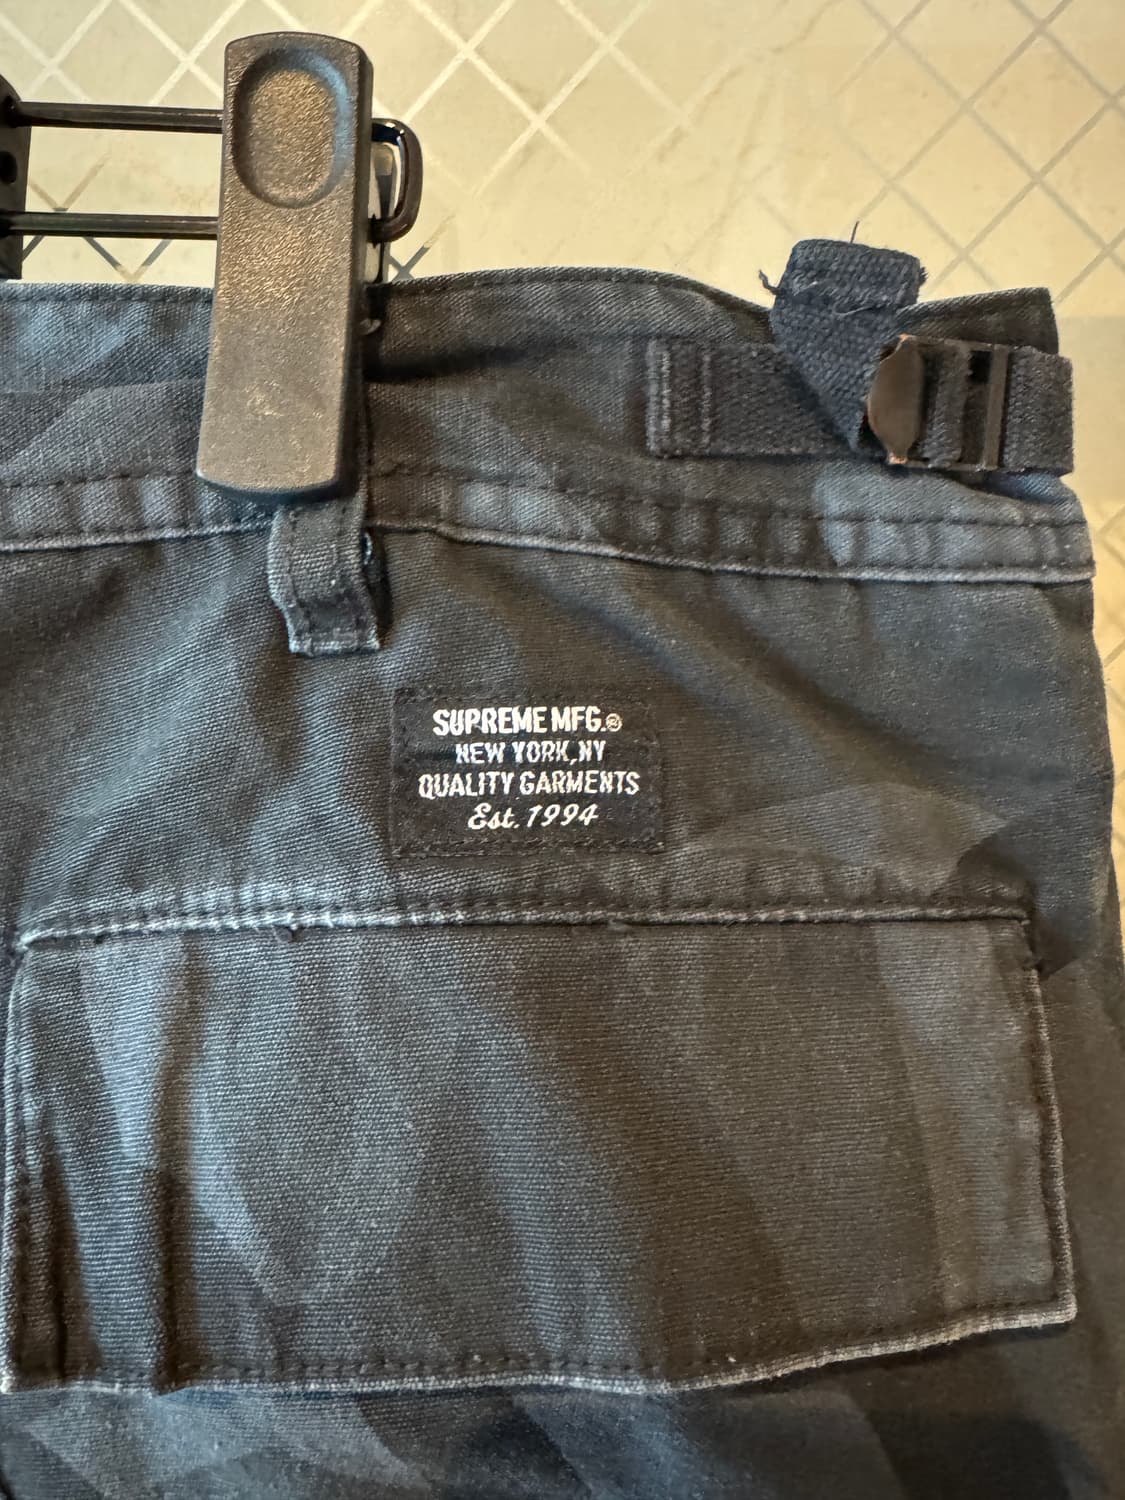 SUPREME MFG.®
NEW YORK, NY
QUALITY GARMENTS
Est. 1994